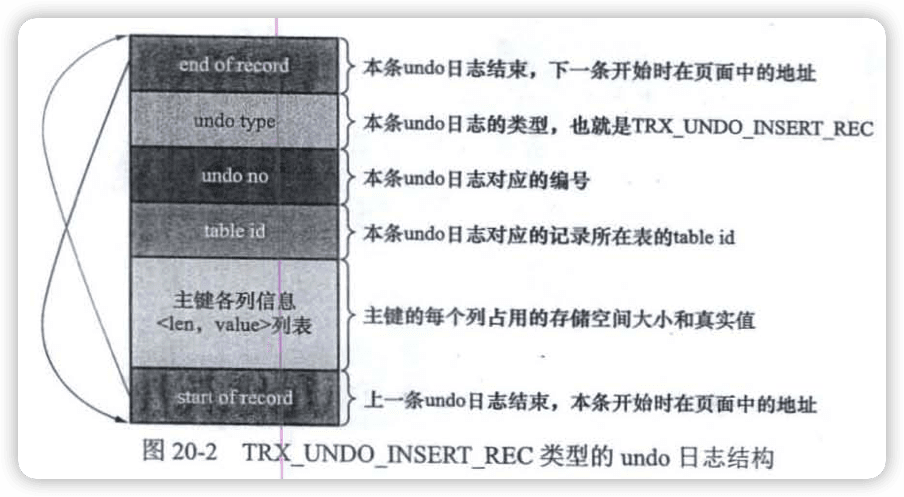 end of record
本条undo日志结束，下一条开始时在页面中的地址
undo type
本条undo日志的类型，也就是TRX_UNDO_INSERT_REC
undo no
本条undo日志对应的编号
table id
本条undo日志对应的记录所在表的table id
主键各列信息
<len，value>列表
主键的每个列占用的存储空间大小和真实值
start of record
上一条undo日志结束，本条开始时在页面中的地址
图 20-2 TRX_UNDO_INSERT_REC 类型的 undo 日志结构